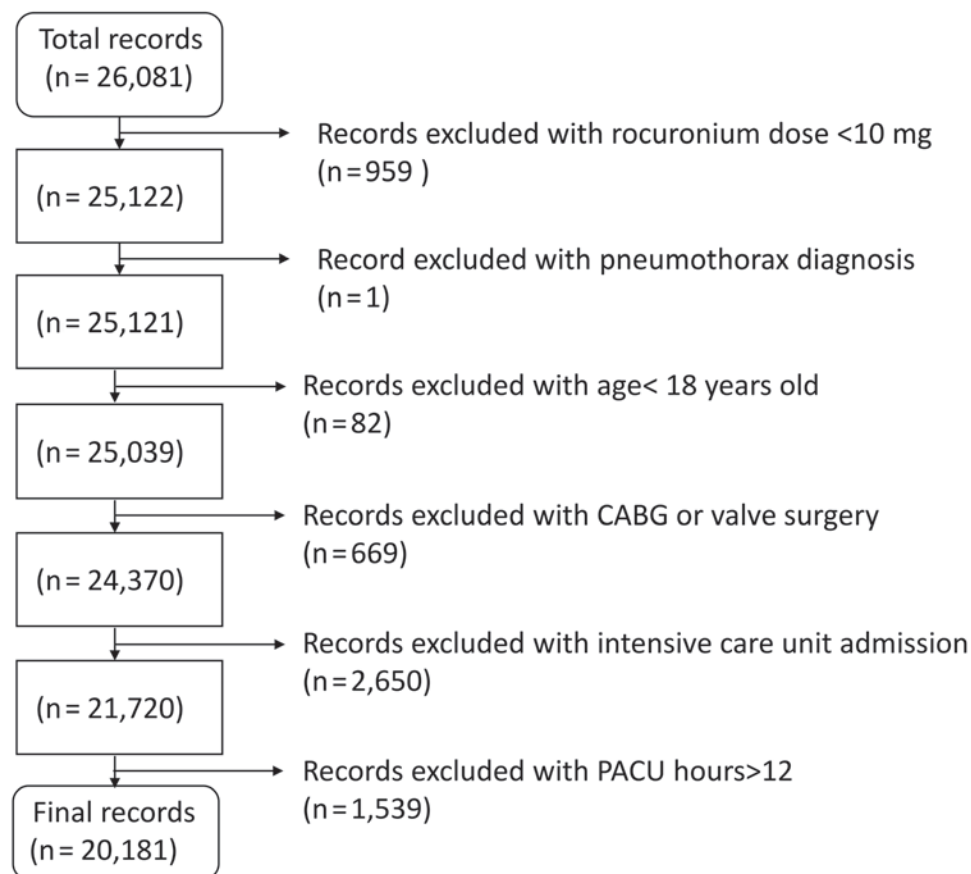 Total records
(n = 26,081)
Records excluded with rocuronium dose <10 mg
(n = 959 )
(n = 25,122)
Record excluded with pneumothorax diagnosis
(n = 1)
(n = 25,121)
Records excluded with age< 18 years old
(n = 82)
(n = 25,039)
Records excluded with CABG or valve surgery
(n = 669)
(n = 24,370)
Records excluded with intensive care unit admission
(n = 2,650)
(n = 21,720)
Records excluded with PACU hours>12
(n = 1,539)
Final records
(n = 20,181)